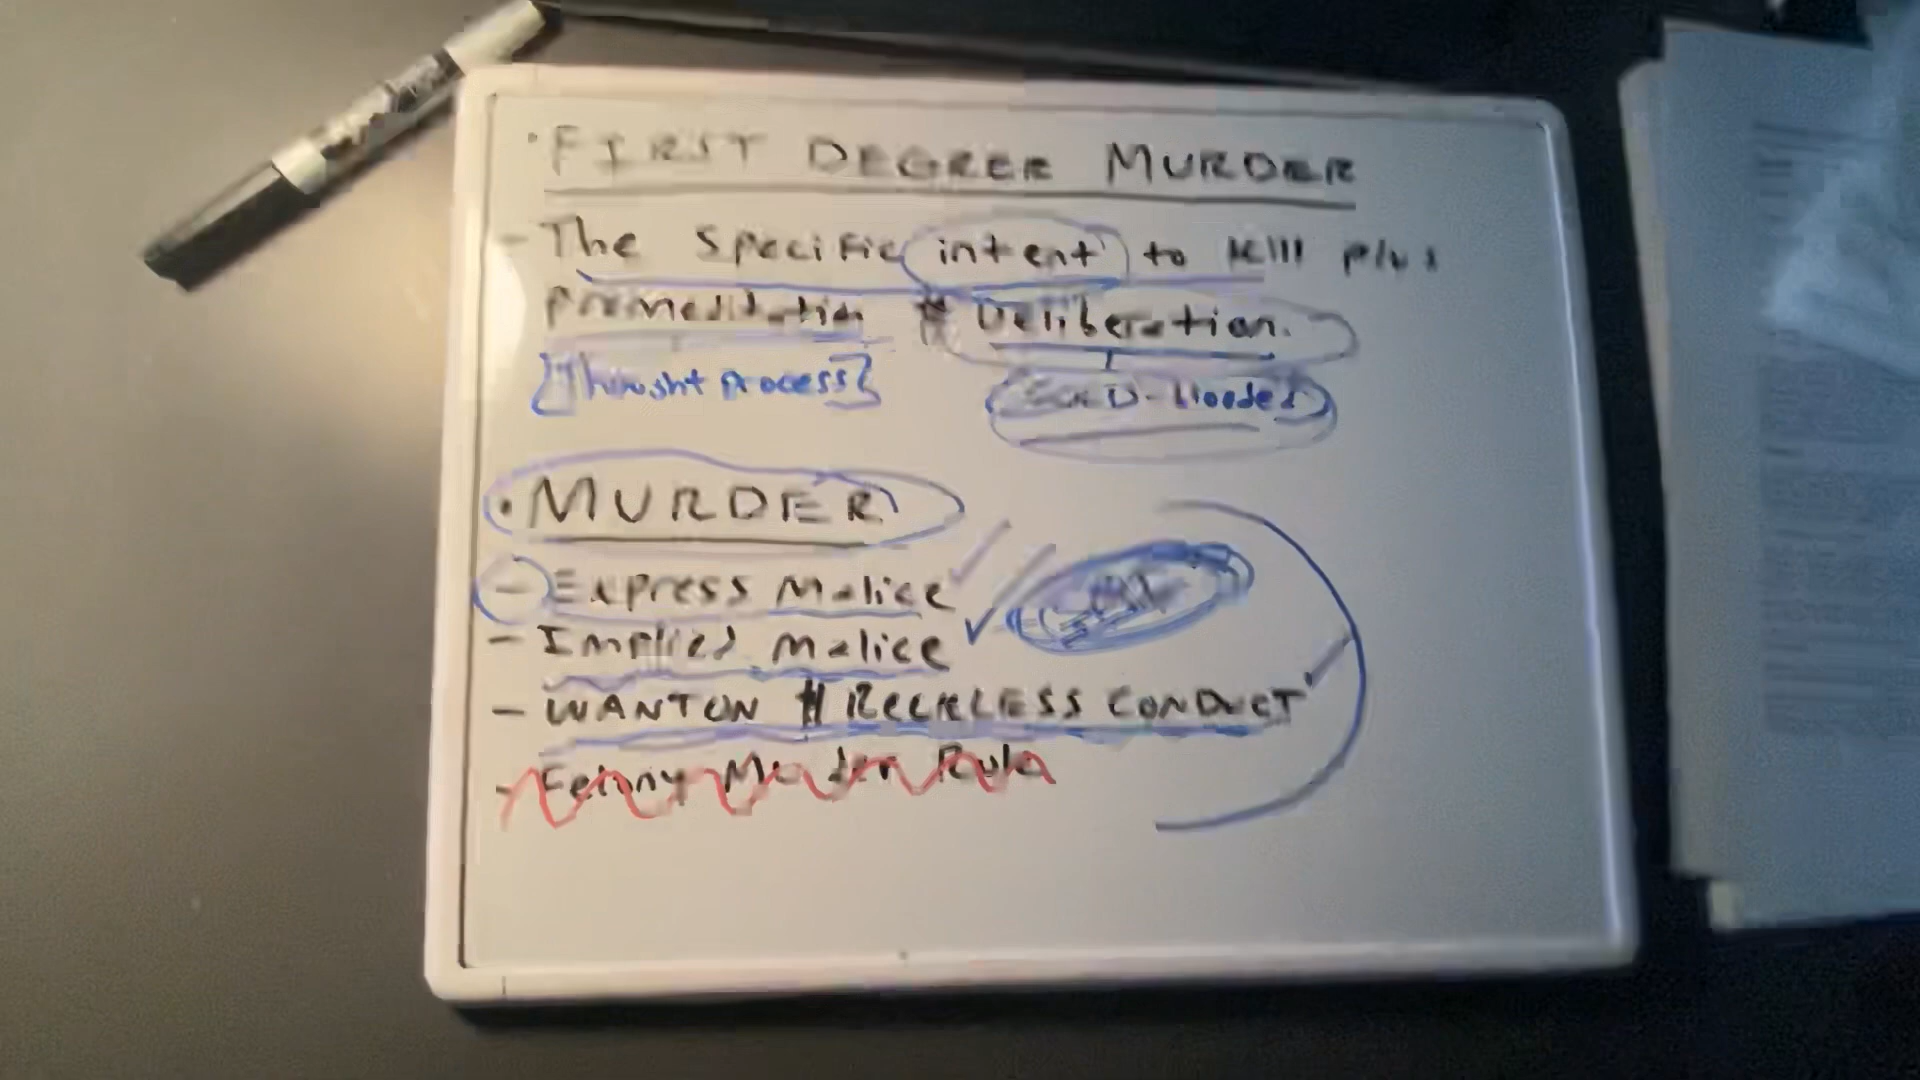 · FIRST DEGREE MURDER
- The specific intent to kill plus
premeditation & Deliberation.
[Thought process]
COLD-blooded
· MURDER
- Express Malice
- Implied Malice
- WANTON & RECKLESS CONDUCT
- Felony Murder Rule